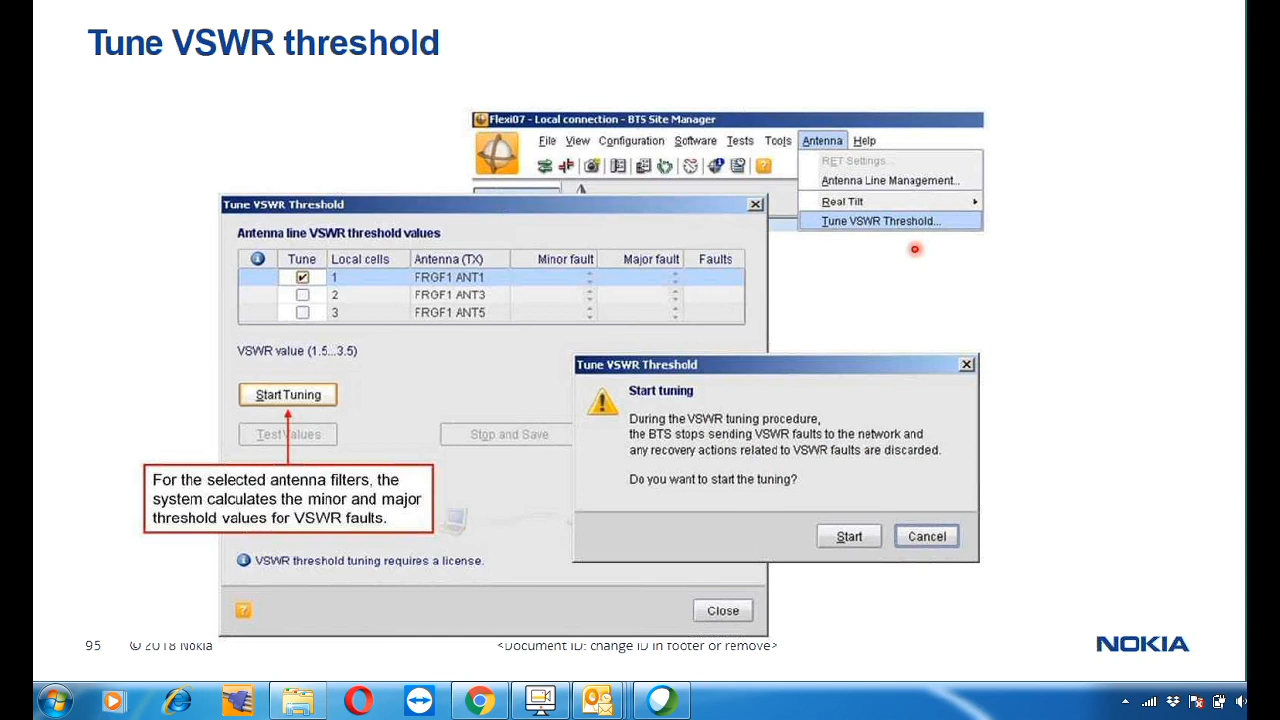 Tune VSWR threshold
Flexi07 - Local connection - BTS Site Manager
File View Configuration Software Tests Tools Antenna Help
RET Settings...
Antenna Line Management...
Real Tilt
Tune VSWR Threshold...
Tune VSWR Threshold
Antenna line VSWR threshold values
Tune Local cells Antenna (TX) Minor fault Major fault Faults
1 FRGF1 ANT1
2 FRGF1 ANT3
3 FRGF1 ANT5
VSWR value (1.5...3.5)
Start Tuning
Test Values
Stop and Save
For the selected antenna filters, the
system calculates the minor and major
threshold values for VSWR faults.
VSWR threshold tuning requires a license.
Close
Tune VSWR Threshold
Start tuning
During the VSWR tuning procedure,
the BTS stops sending VSWR faults to the network and
any recovery actions related to VSWR faults are discarded.
Do you want to start the tuning?
Start
Cancel
95 © 2018 Nokia <Document ID: change ID in footer or remove> NOKIA